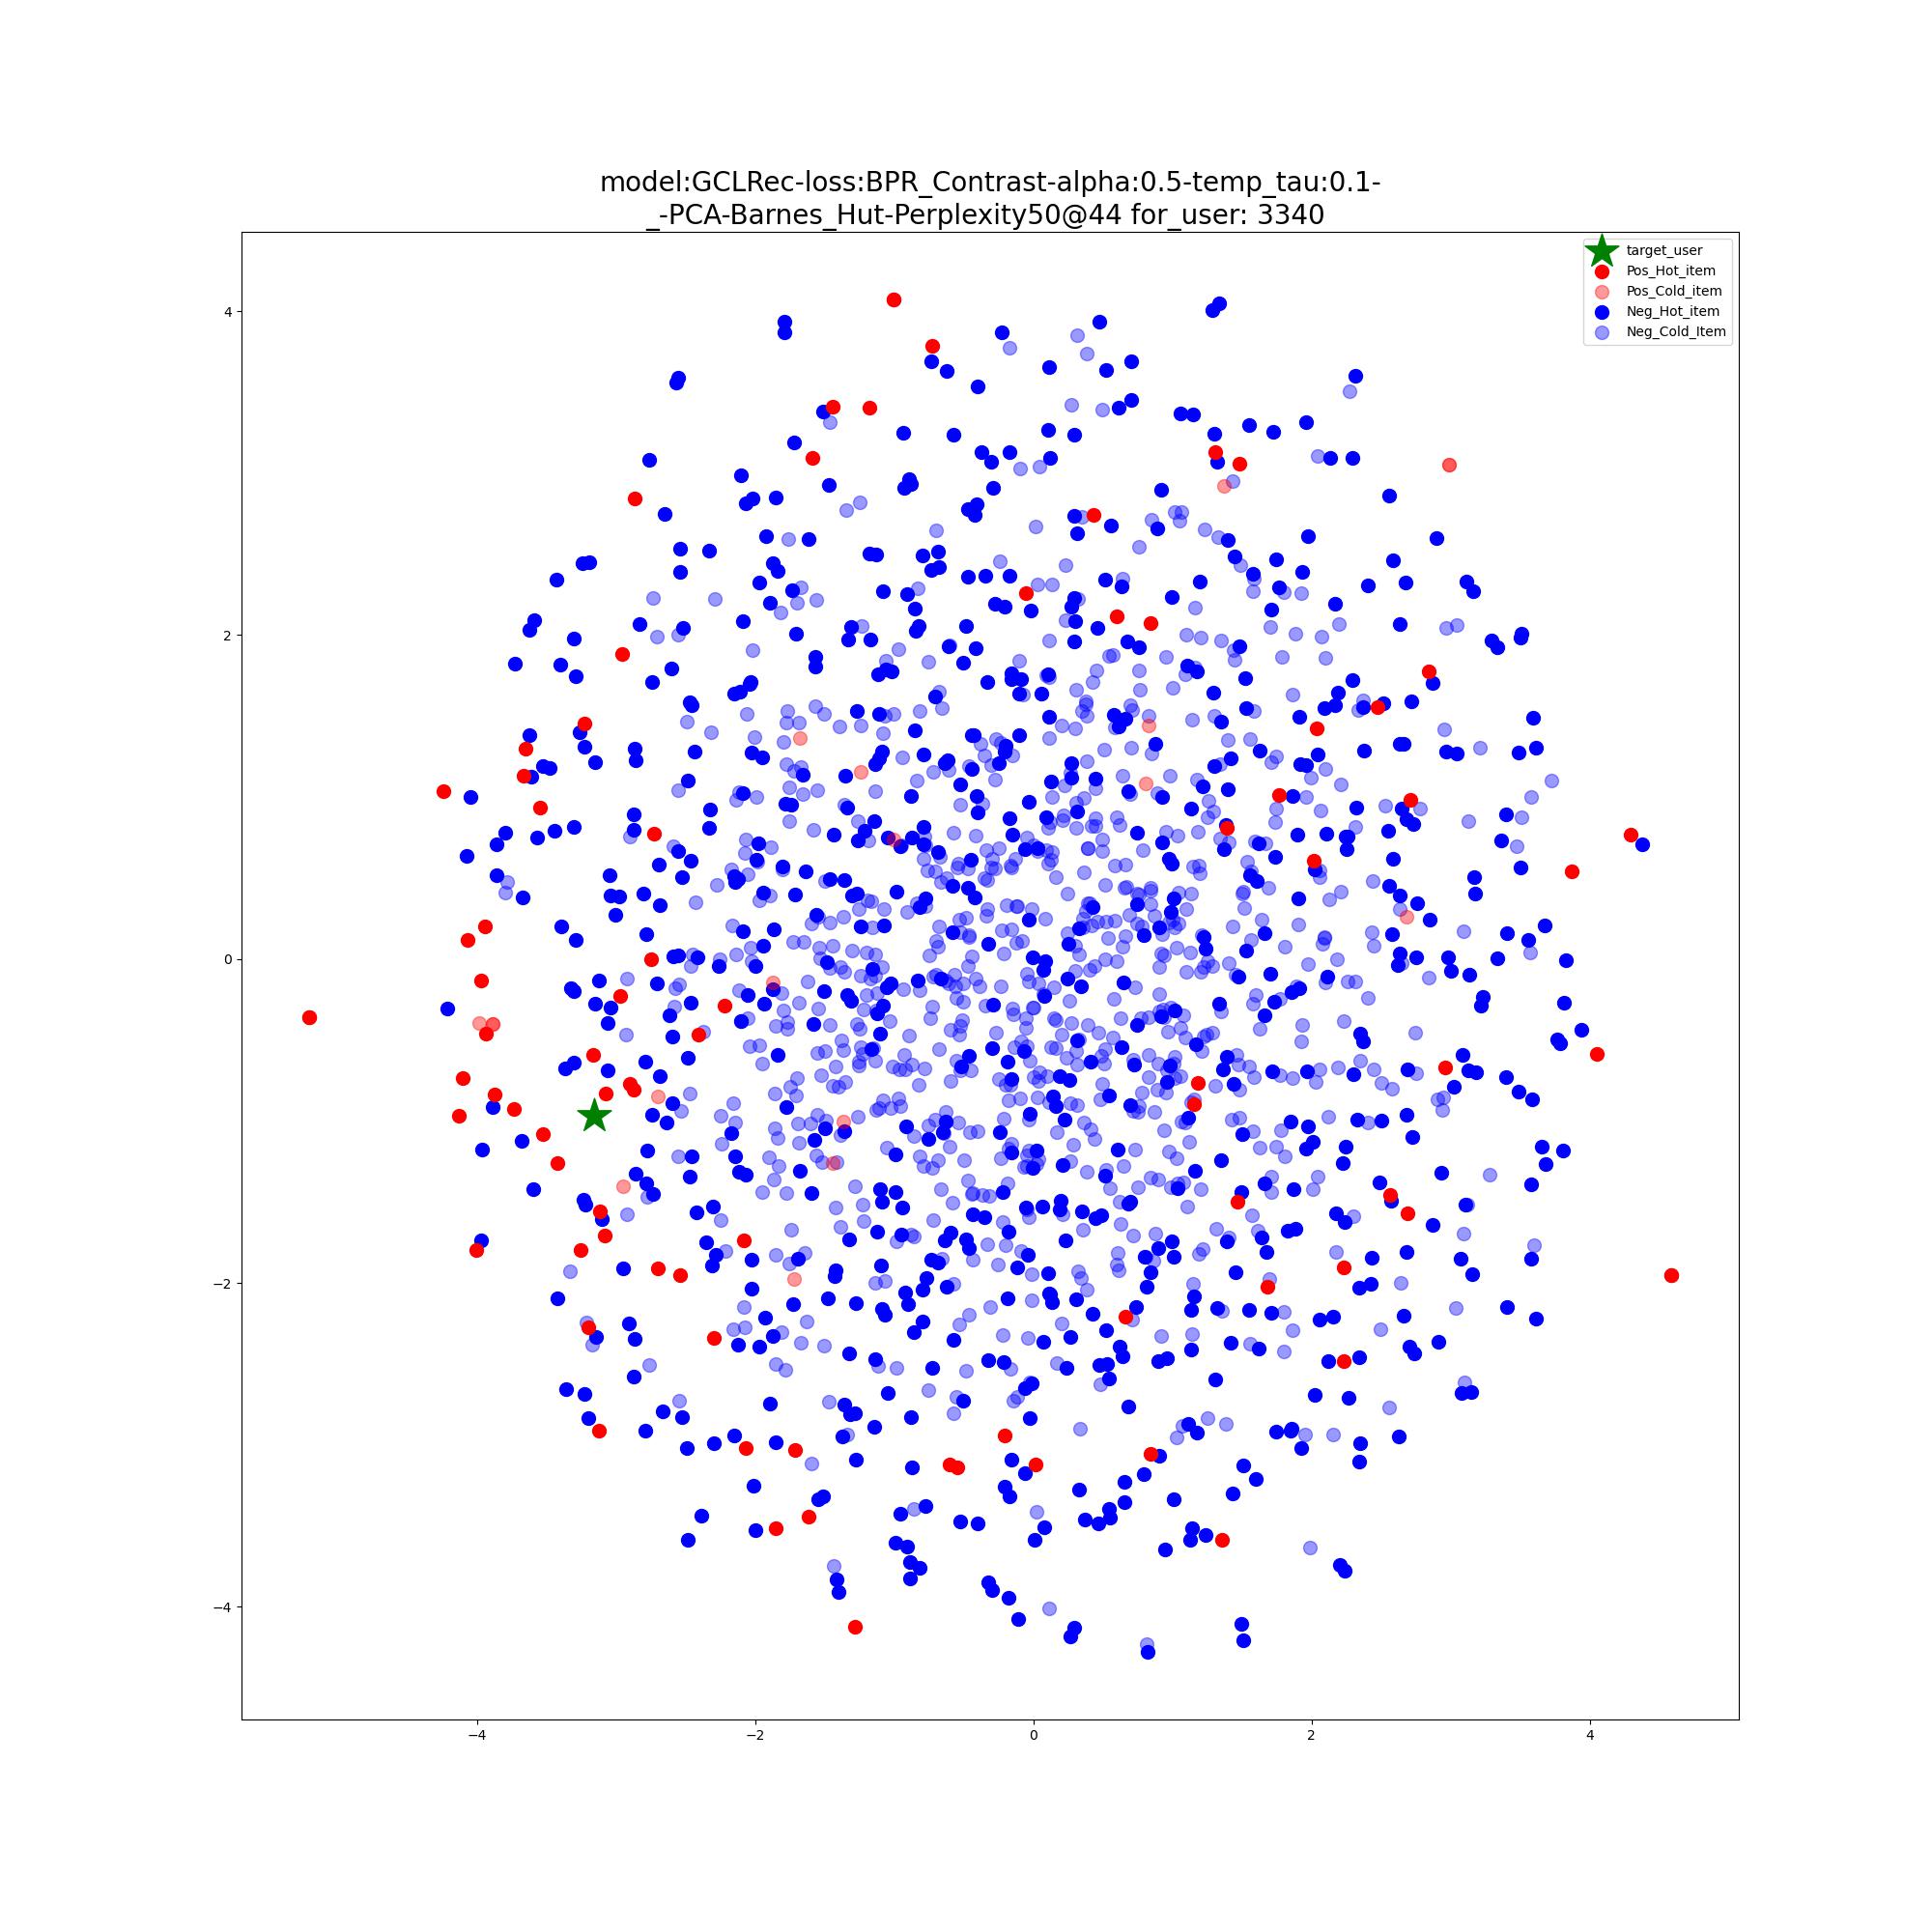 model:GCLRec-loss:BPR_Contrast-alpha:0.5-temp_tau:0.1-
_-PCA-Barnes_Hut-Perplexity50@44 for_user: 3340
target_user
Pos_Hot_item
Pos_Cold_item
Neg_Hot_item
Neg_Cold_Item
4
2
0
−2
−4
−4
−2
0
2
4